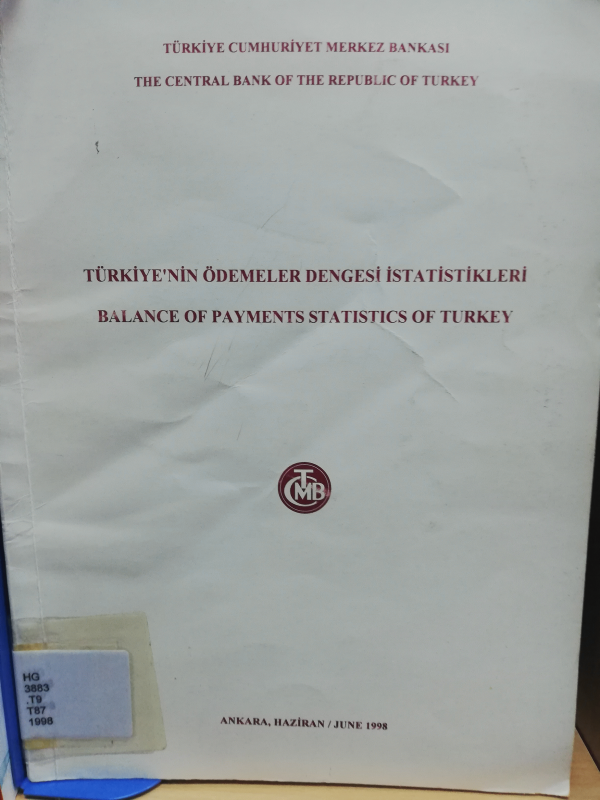 TÜRKİYE CUMHURİYET MERKEZ BANKASI
THE CENTRAL BANK OF THE REPUBLIC OF TURKEY
TÜRKİYE'NİN ÖDEMELER DENGESİ İSTATİSTİKLERİ
BALANCE OF PAYMENTS STATISTICS OF TURKEY
TCMB
HG
3883
.T9
T87
1998
ANKARA, HAZİRAN / JUNE 1998